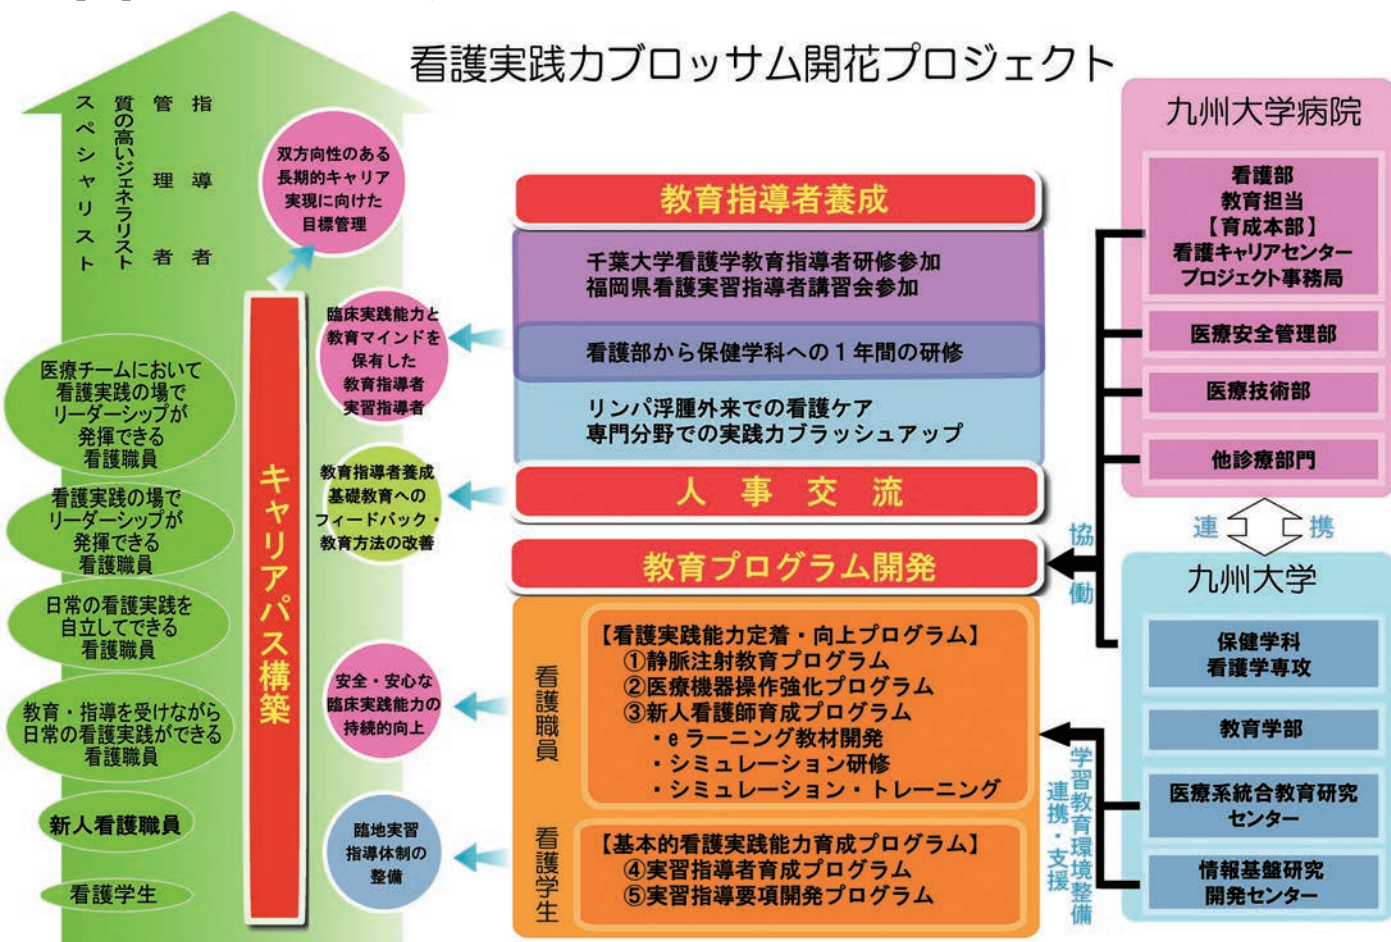 看護実践力ブロッサム開花プロジェクト
指導者
管理者
質の高いジェネラリスト
スペシャリスト
双方向性のある
長期的キャリア
実現に向けた
目標管理
臨床実践能力と
教育マインドを
保有した
教育指導者
実習指導者
教育指導者養成
基礎教育への
フィードバック・
教育方法の改善
安全・安心な
臨床実践能力の
持続的向上
臨地実習
指導体制の
整備
キャリアパス構築
医療チームにおいて
看護実践の場で
リーダーシップが
発揮できる
看護職員
看護実践の場で
リーダーシップが
発揮できる
看護職員
日常の看護実践を
自立してできる
看護職員
教育・指導を受けながら
日常の看護実践ができる
看護職員
新人看護職員
看護学生
教育指導者養成
千葉大学看護学教育指導者研修参加
福岡県看護実習指導者講習会参加
看護部から保健学科への1年間の研修
リンパ浮腫外来での看護ケア
専門分野での実践力ブラッシュアップ
人事交流
教育プログラム開発
看護職員
【看護実践能力定着・向上プログラム】
①静脈注射教育プログラム
②医療機器操作強化プログラム
③新人看護師育成プログラム
・eラーニング教材開発
・シミュレーション研修
・シミュレーション・トレーニング
看護学生
【基本的看護実践能力育成プログラム】
④実習指導者育成プログラム
⑤実習指導要項開発プログラム
協働
学習教育環境整備
連携・支援
九州大学病院
看護部
教育担当
【育成本部】
看護キャリアセンター
プロジェクト事務局
医療安全管理部
医療技術部
他診療部門
連携
九州大学
保健学科
看護学専攻
教育学部
医療系統合教育研究
センター
情報基盤研究
開発センター